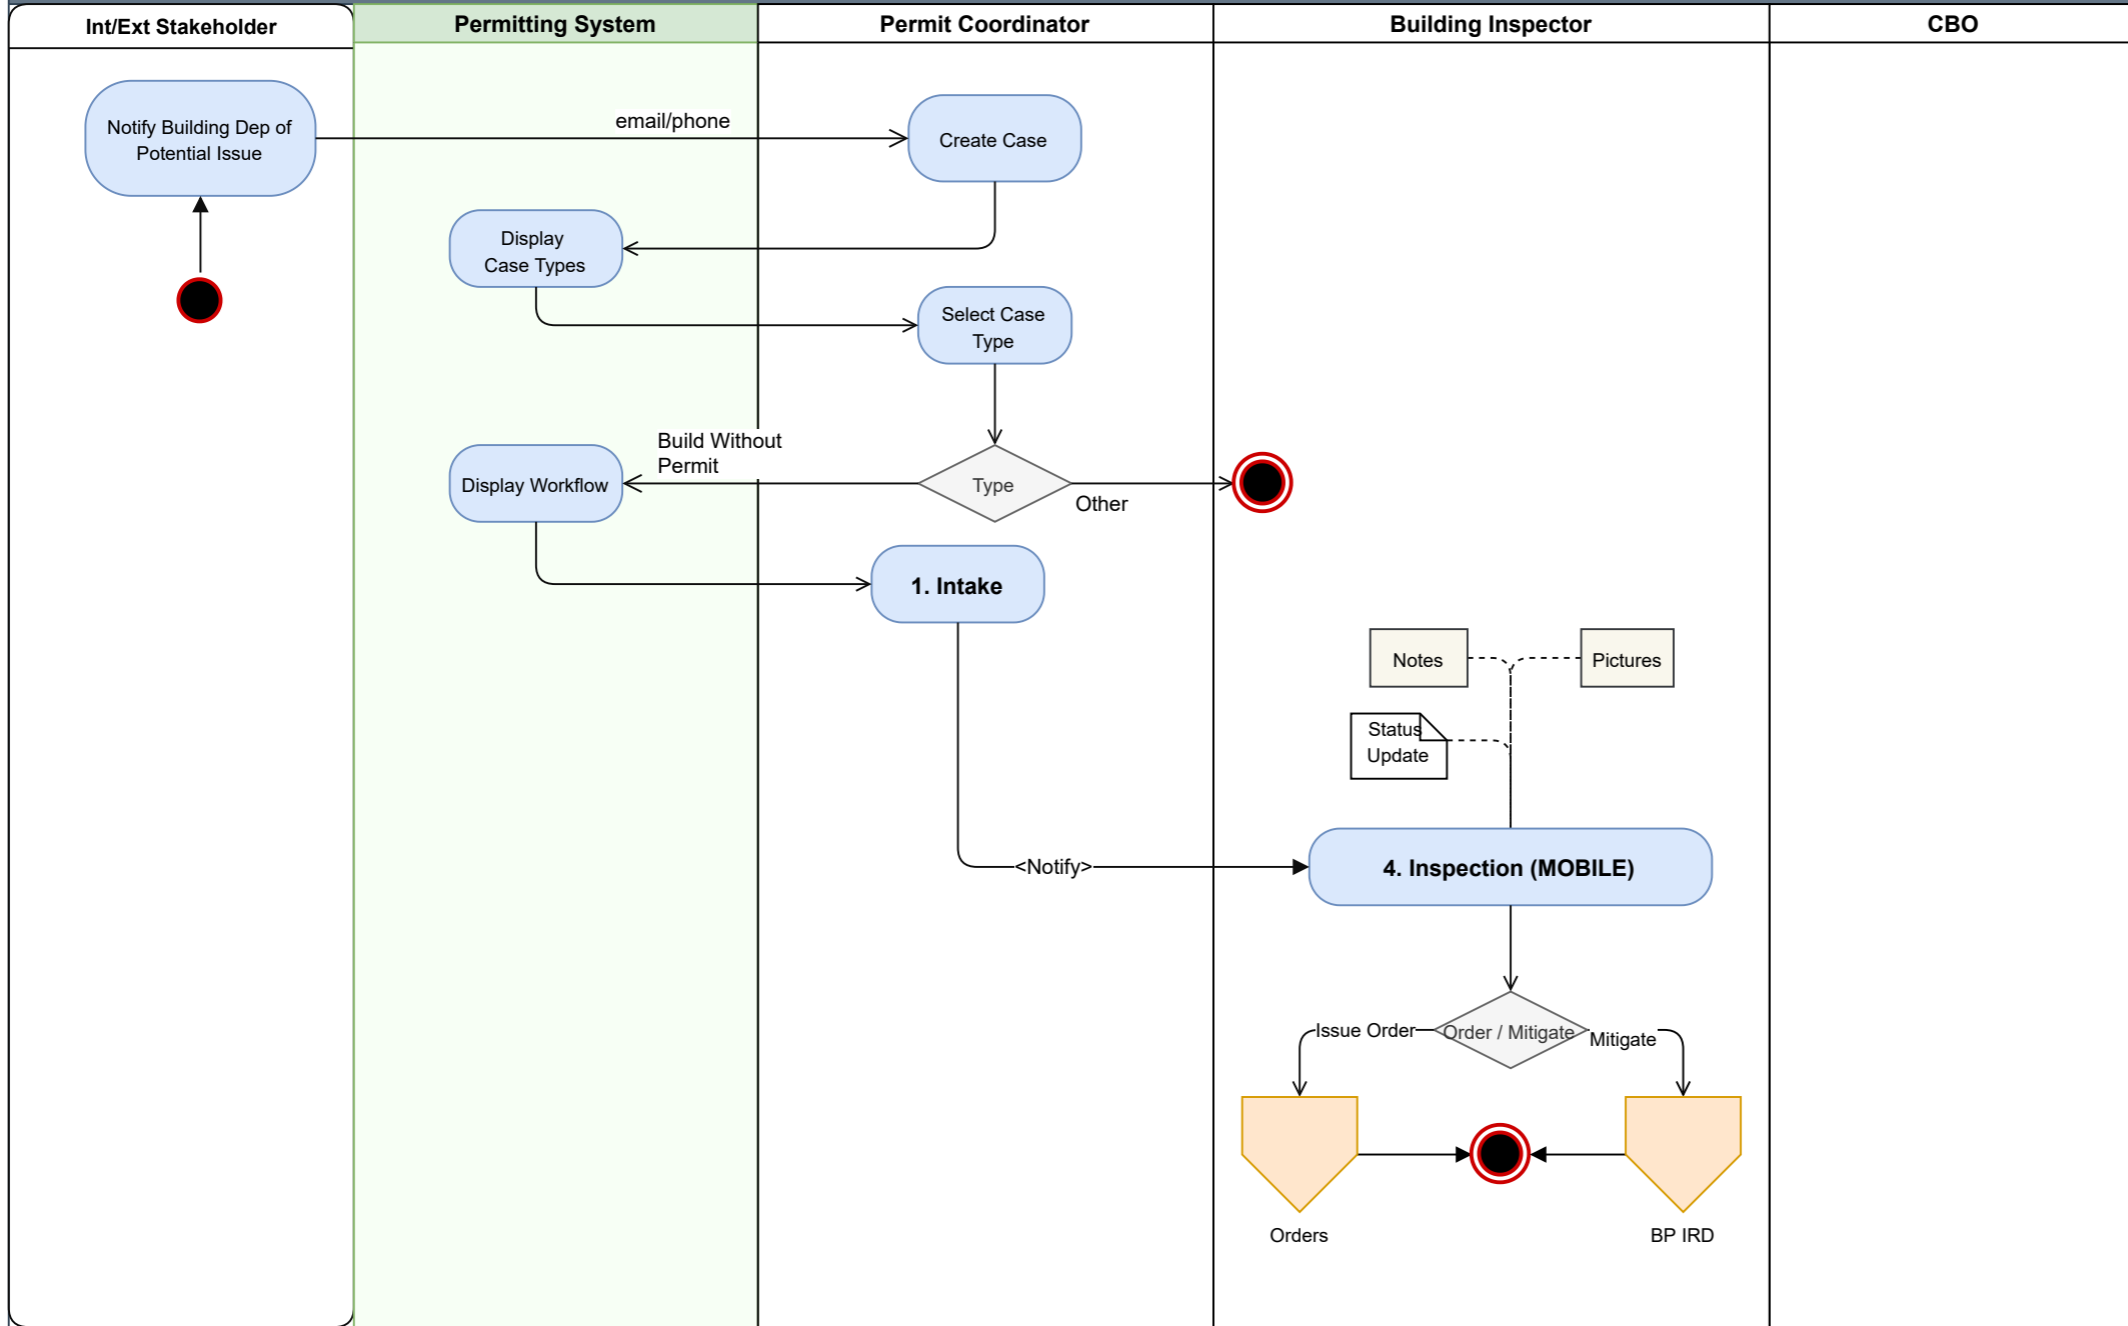 Int/Ext Stakeholder
Permitting System
Permit Coordinator
Building Inspector
CBO
Notify Building Dep of
Potential Issue
email/phone
Create Case
Display
Case Types
Select Case
Type
Build Without
Permit
Display Workflow
Type
Other
1. Intake
Notes
Pictures
Status
Update
<Notify>
4. Inspection (MOBILE)
Issue Order
Order / Mitigate
Mitigate
Orders
BP IRD